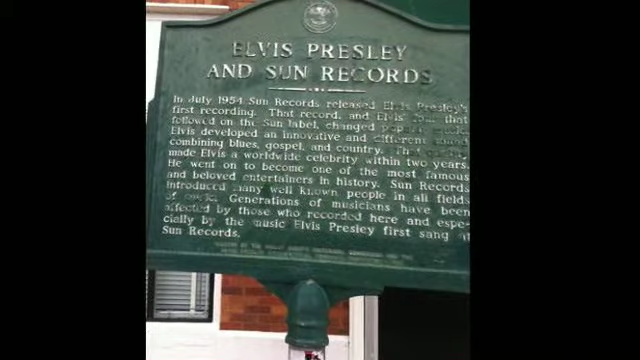 ELVIS PRESLEY
AND SUN RECORDS
In July 1954, Sun Records released Elvis Presley's
first recording. That record, and Elvis' four that
followed on the Sun label, changed popular music.
Elvis developed an innovative and different sound
combining blues, gospel, and country. That
made Elvis a worldwide celebrity within two years.
He went on to become one of the most famous
and beloved entertainers in history. Sun Records
introduced many well known people in all fields
of music. Generations of musicians have been
affected by those who recorded here and espe-
cially by the music Elvis Presley first sang at
Sun Records.